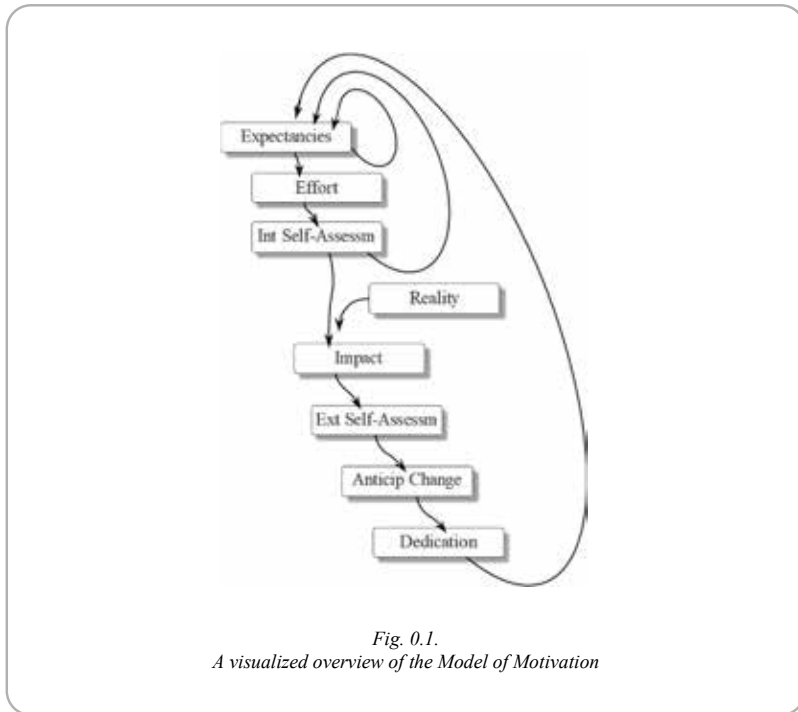 Expectancies
Effort
Int Self-Assessm
Reality
Impact
Ext Self-Assessm
Anticip Change
Dedication
Fig. 0.1.
A visualized overview of the Model of Motivation